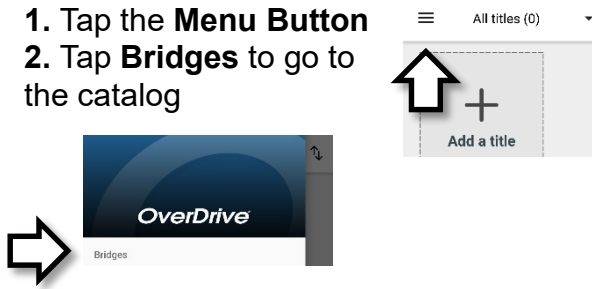 1. Tap the Menu Button
2. Tap Bridges to go to
the catalog
All titles (0)
Add a title
OverDrive
Bridges